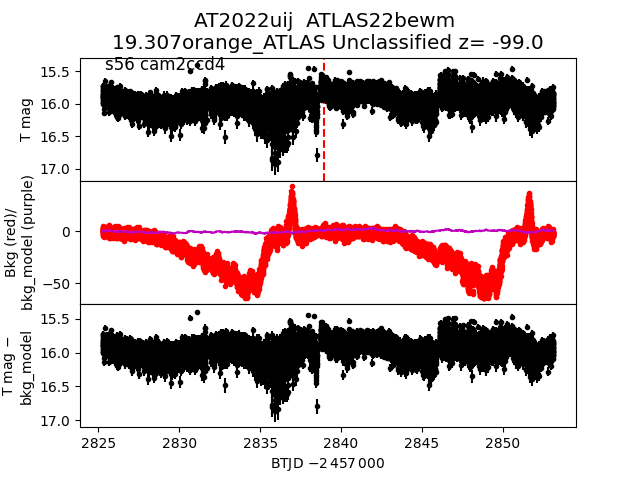 AT2022uij  ATLAS22bewm
19.307orange_ATLAS Unclassified z= -99.0
s56 cam2ccd4
15.5
16.0
16.5
17.0
T mag
0
−50
Bkg (red)/
bkg_model (purple)
15.5
16.0
16.5
17.0
T mag −
bkg_model
2825
2830
2835
2840
2845
2850
BTJD −2 457 000